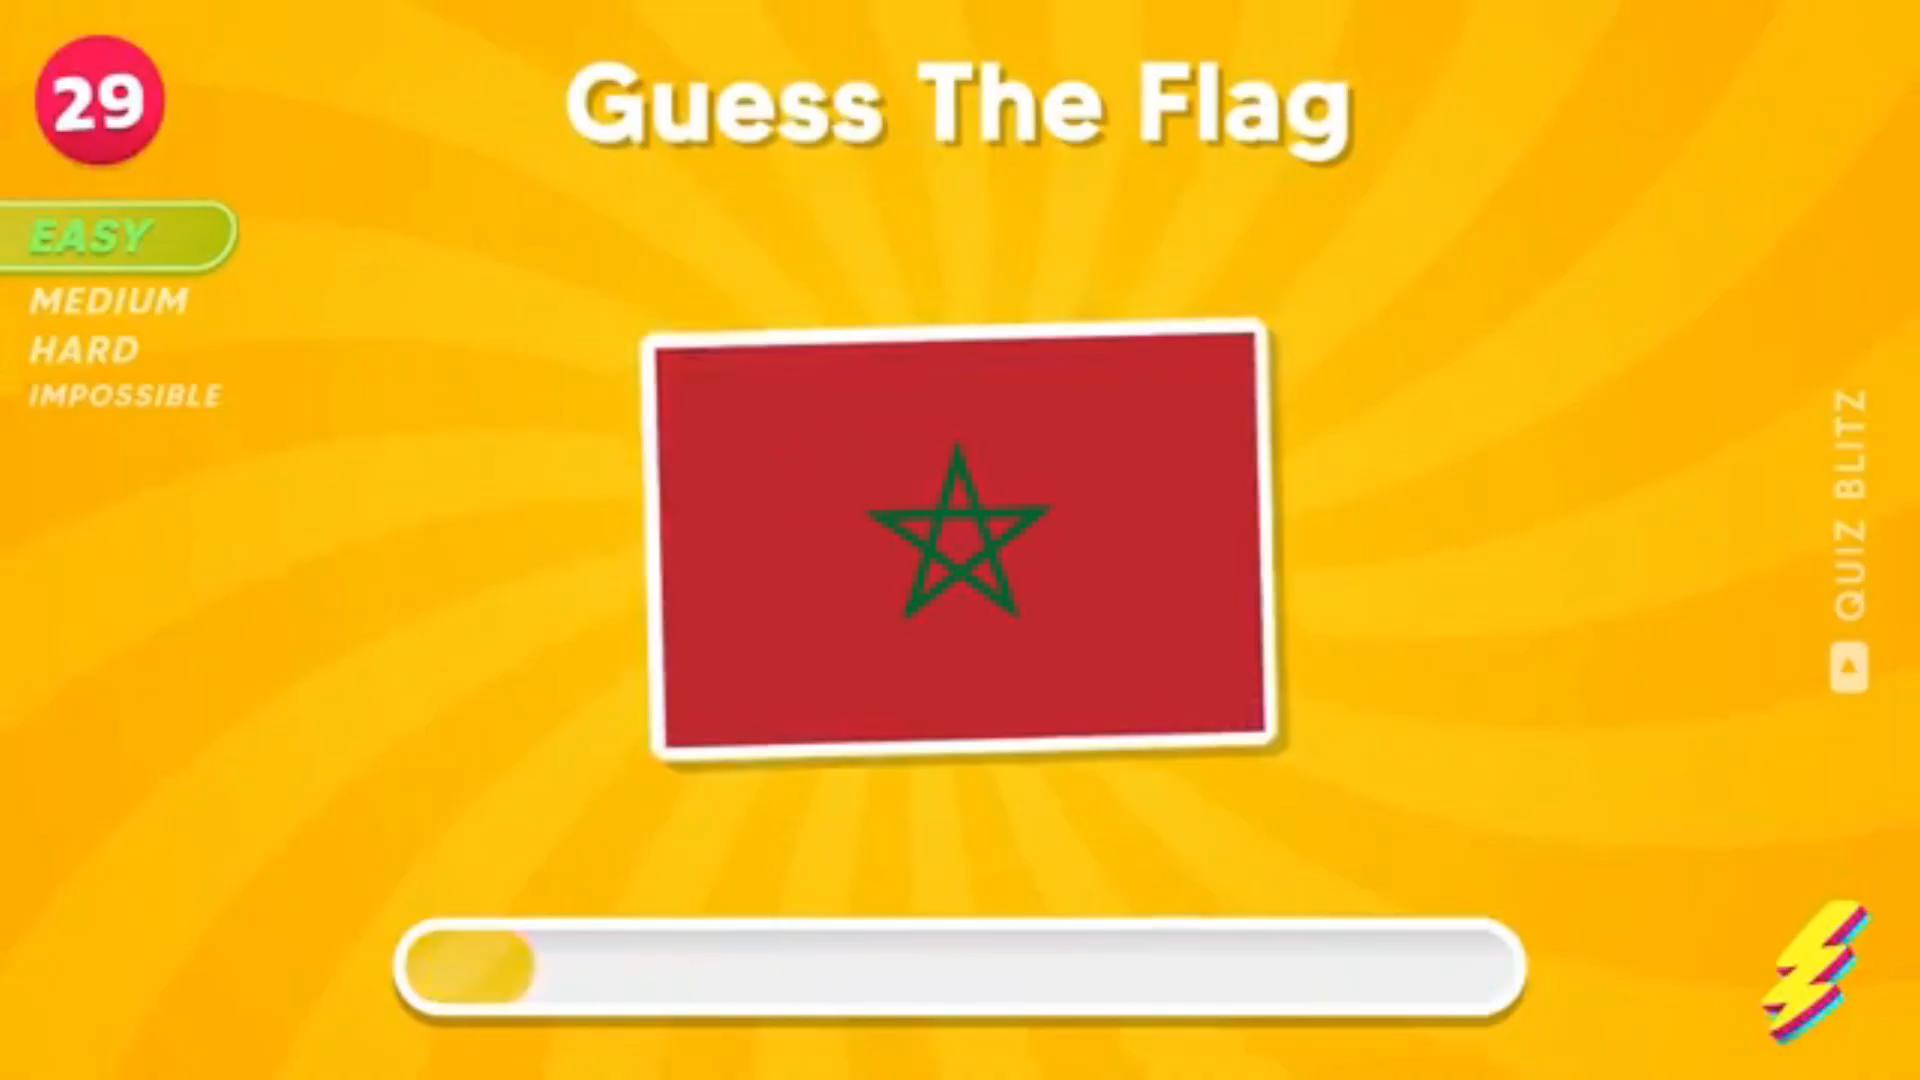 29
Guess The Flag
EASY
MEDIUM
HARD
IMPOSSIBLE
QUIZ BLITZ